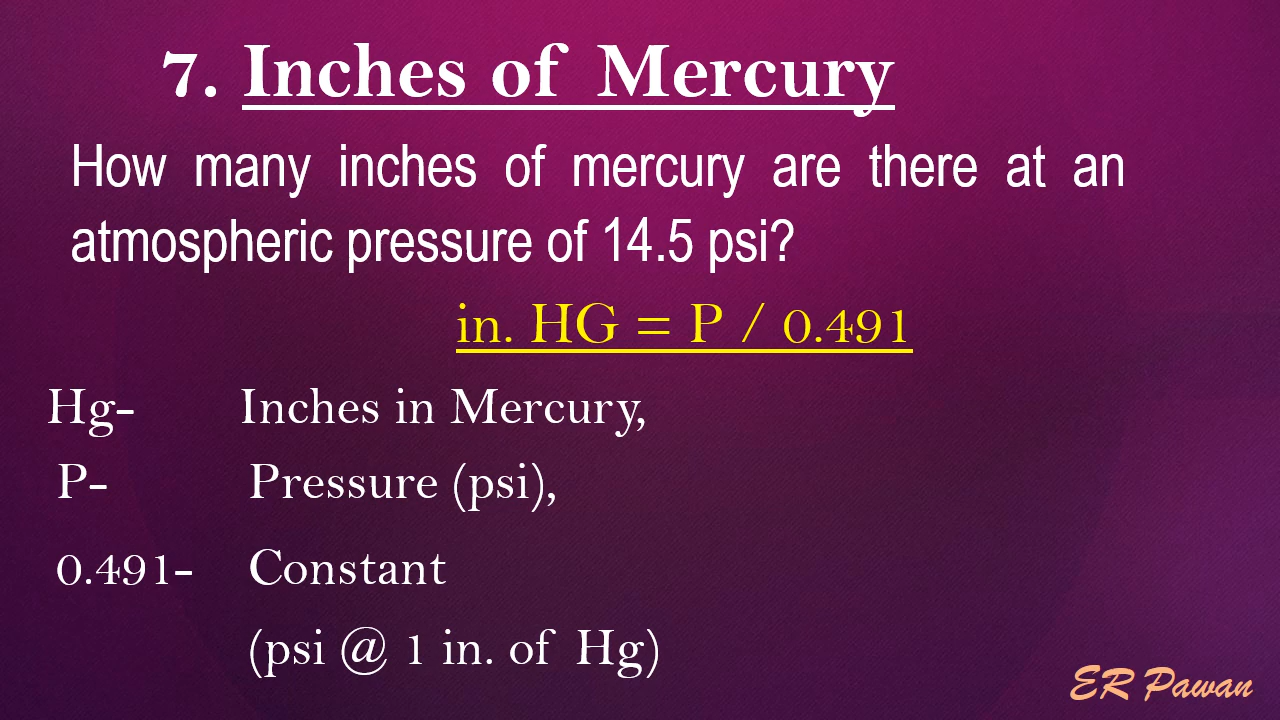 7. Inches of Mercury
How many inches of mercury are there at an
atmospheric pressure of 14.5 psi?
in. HG = P / 0.491
Hg- Inches in Mercury,
P- Pressure (psi),
0.491- Constant
(psi @ 1 in. of Hg)
ER Pawan